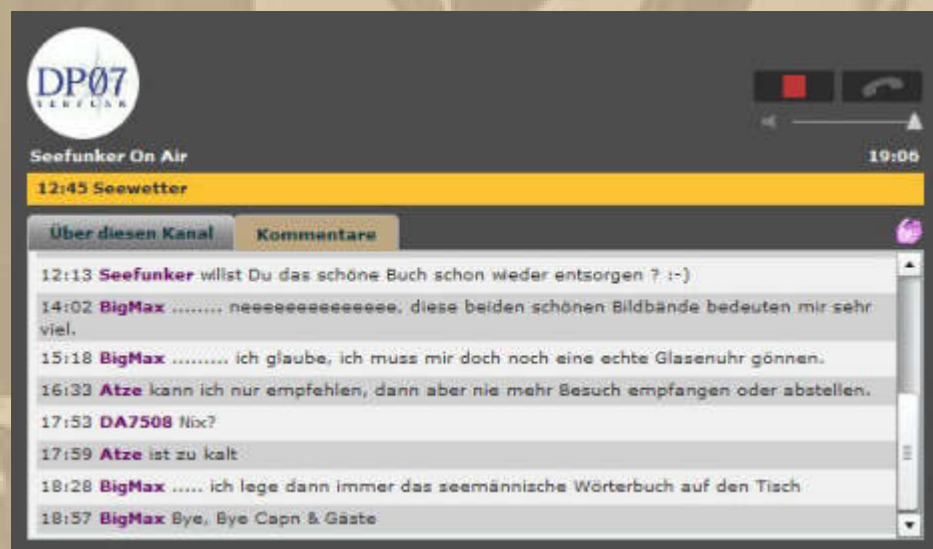 DP07
SEEFUNK
Seefunker On Air
19:06
12:45 Seewetter
Über diesen Kanal
Kommentare
12:13 Seefunker willst Du das schöne Buch schon wieder entsorgen ? :-)
14:02 BigMax ........ neeeeeeeeeeeeee, diese beiden schönen Bildbände bedeuten mir sehr
viel.
15:18 BigMax ......... ich glaube, ich muss mir doch noch eine echte Glasenuhr gönnen.
16:33 Atze kann ich nur empfehlen, dann aber nie mehr Besuch empfangen oder abstellen.
17:53 DA7508 Nix?
17:59 Atze ist zu kalt
18:28 BigMax ..... ich lege dann immer das seemännische Wörterbuch auf den Tisch
18:57 BigMax Bye, Bye Capn & Gäste